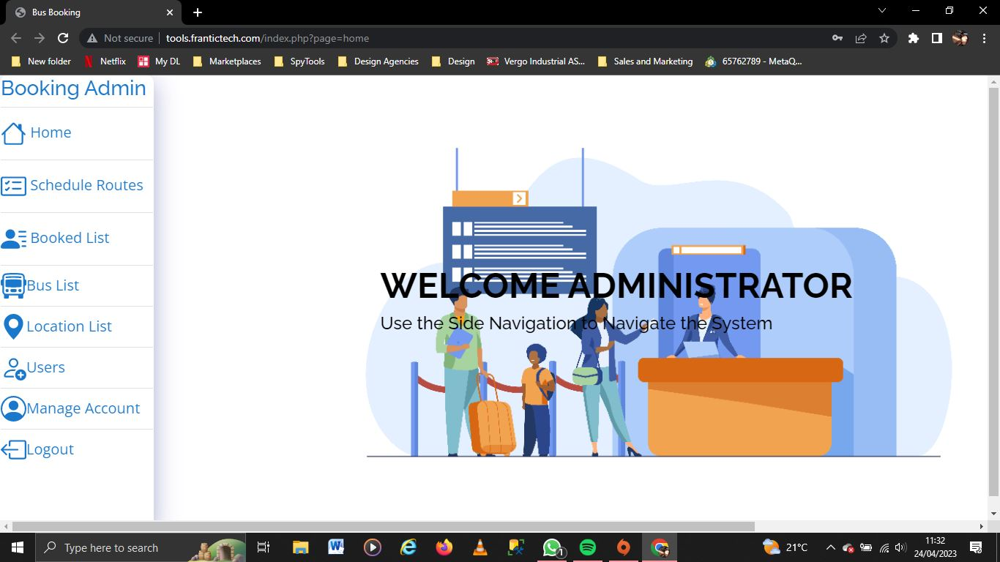 Bus Booking
Not secure
tools.frantictech.com/index.php?page=home
New folder
Netflix
My DL
Marketplaces
SpyTools
Design Agencies
Design
Vergo Industrial AS...
Sales and Marketing
65762789 - MetaQ...
Booking Admin
Home
Schedule Routes
Booked List
Bus List
Location List
Users
Manage Account
Logout
WELCOME ADMINISTRATOR
Use the Side Navigation to Navigate the System
Type here to search
1
21°C
11:32
24/04/2023